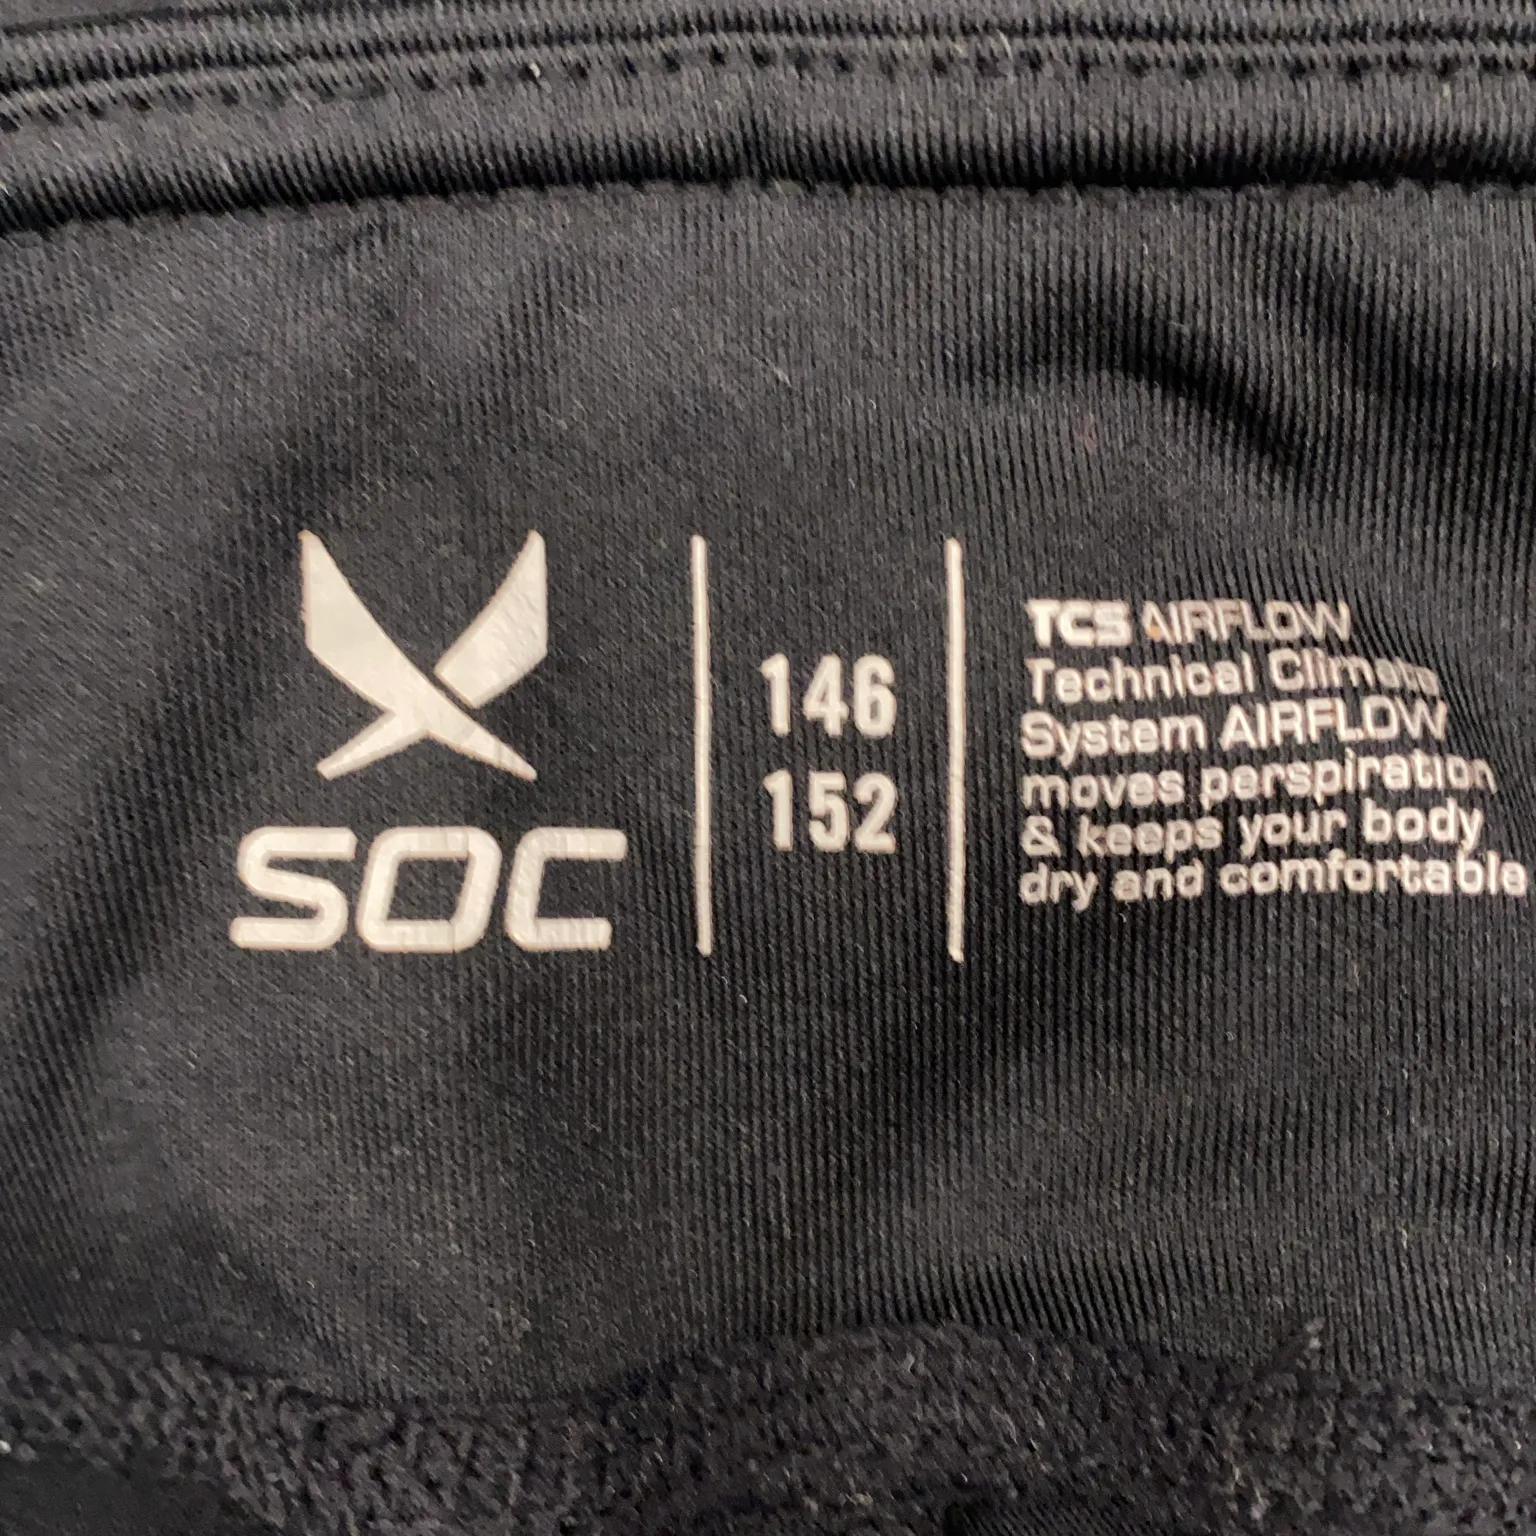 SOC
146
152
TCS AIRFLOW
Technical Climate
System AIRFLOW
moves perspiration
& keeps your body
dry and comfortable